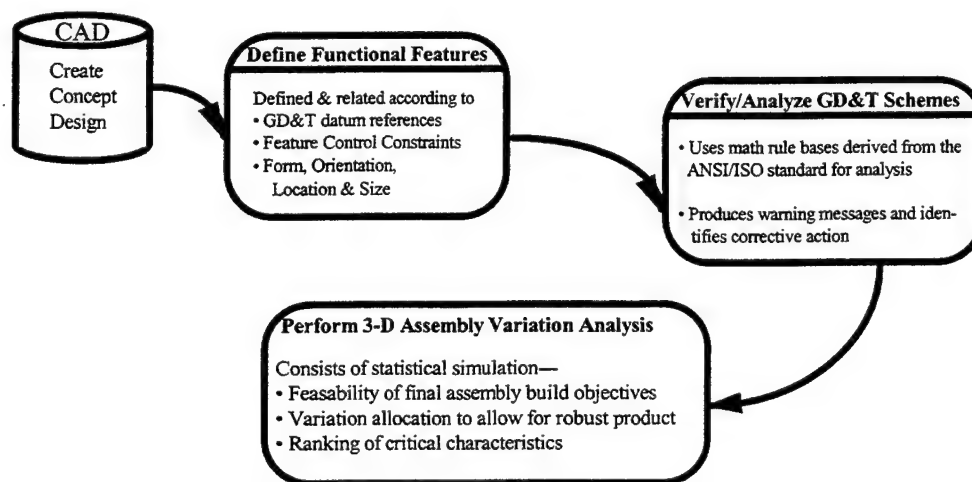 CAD
Create
Concept
Design
Define Functional Features
Defined & related according to
• GD&T datum references
• Feature Control Constraints
• Form, Orientation,
Location & Size
Verify/Analyze GD&T Schemes
• Uses math rule bases derived from the
ANSI/ISO standard for analysis
• Produces warning messages and iden-
tifies corrective action
Perform 3-D Assembly Variation Analysis
Consists of statistical simulation—
• Feasability of final assembly build objectives
• Variation allocation to allow for robust product
• Ranking of critical characteristics